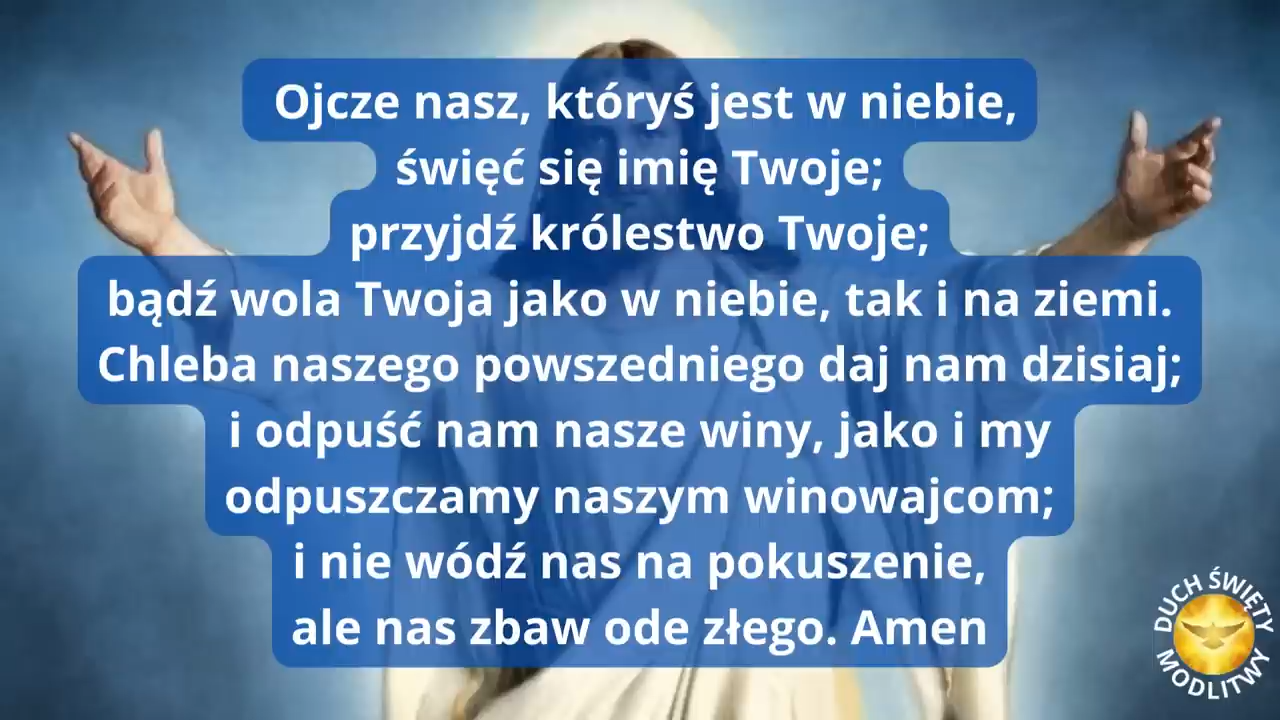 Ojcze nasz, któryś jest w niebie,
święć się imię Twoje;
przyjdź królestwo Twoje;
bądź wola Twoja jako w niebie, tak i na ziemi.
Chleba naszego powszedniego daj nam dzisiaj;
i odpuść nam nasze winy, jako i my
odpuszczamy naszym winowajcom;
i nie wódź nas na pokuszenie,
ale nas zbaw ode złego. Amen
DUCH ŚWIĘTY
MODLITWY